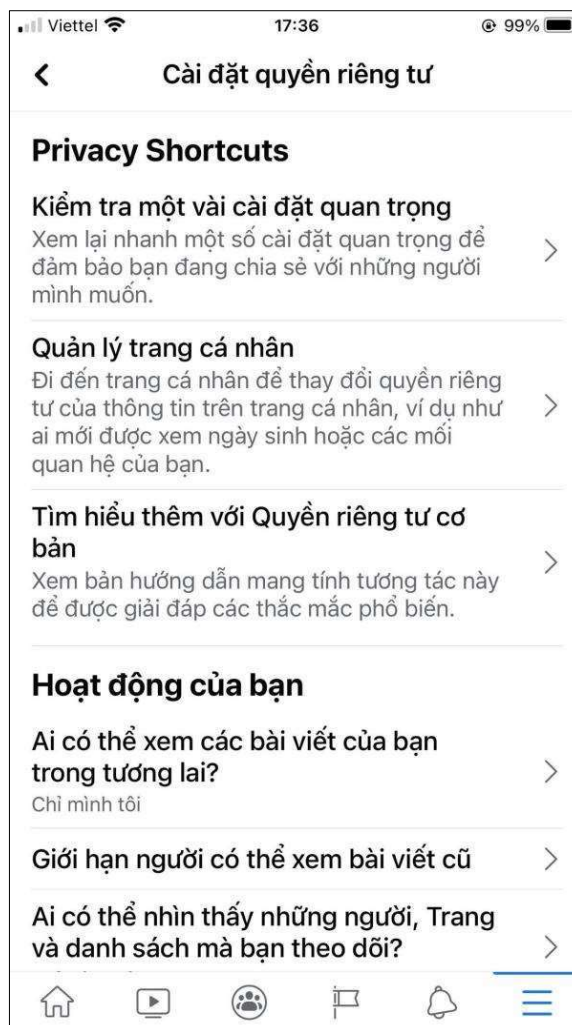 Viettel 17:36 99%
Cài đặt quyền riêng tư
Privacy Shortcuts
Kiểm tra một vài cài đặt quan trọng
Xem lại nhanh một số cài đặt quan trọng để
đảm bảo bạn đang chia sẻ với những người
mình muốn.
Quản lý trang cá nhân
Đi đến trang cá nhân để thay đổi quyền riêng
tư của thông tin trên trang cá nhân, ví dụ như
ai mới được xem ngày sinh hoặc các mối
quan hệ của bạn.
Tìm hiểu thêm với Quyền riêng tư cơ
bản
Xem bản hướng dẫn mang tính tương tác này
để được giải đáp các thắc mắc phổ biến.
Hoạt động của bạn
Ai có thể xem các bài viết của bạn
trong tương lai?
Chỉ mình tôi
Giới hạn người có thể xem bài viết cũ
Ai có thể nhìn thấy những người, Trang
và danh sách mà bạn theo dõi?